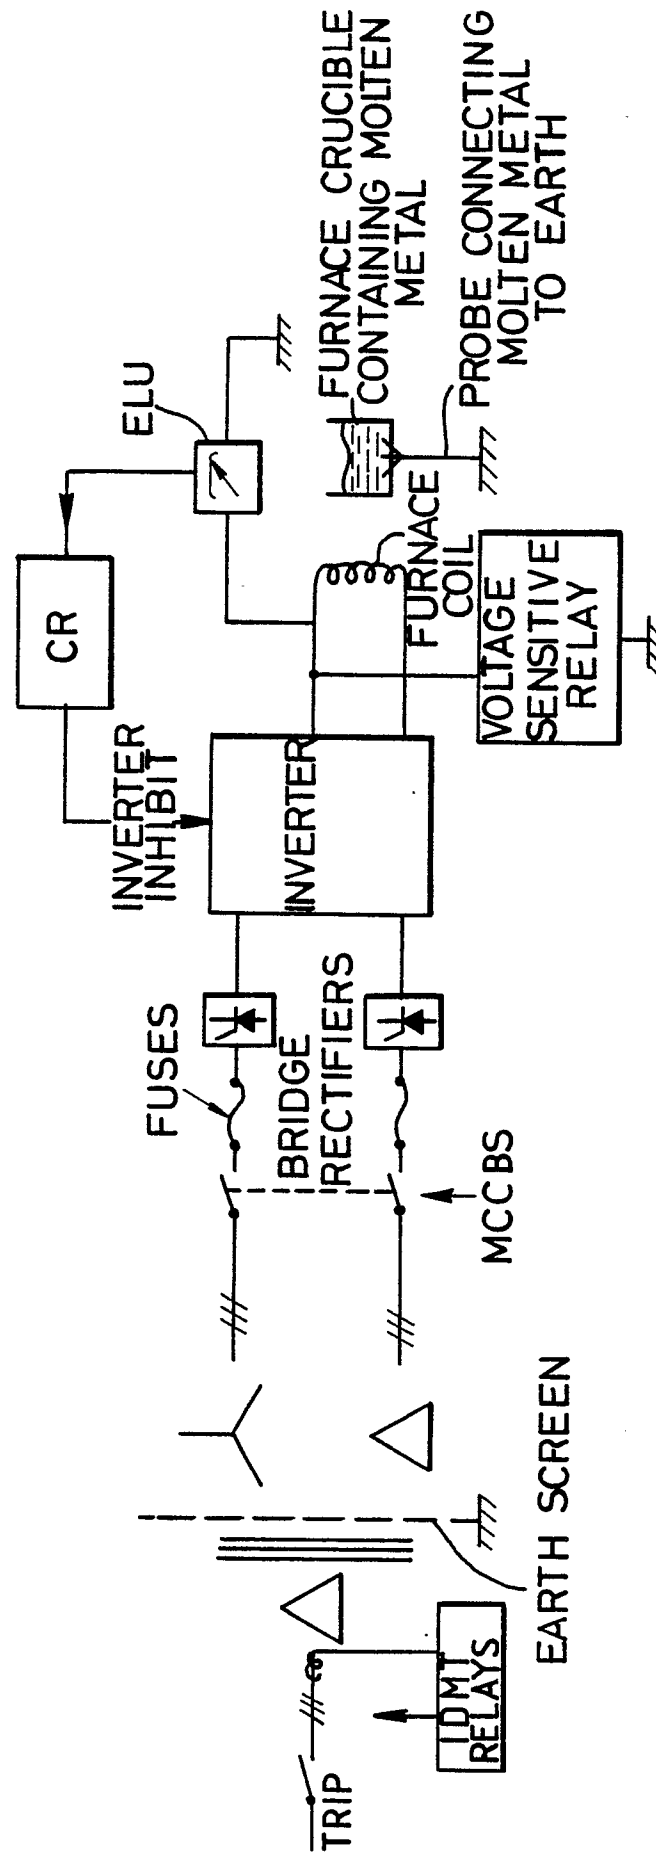 TRIP
IDMT
RELAYS
EARTH SCREEN
MCCBS
FUSES
BRIDGE
RECTIFIERS
INVERTER
INVERTER
INHIBIT
CR
ELU
FURNACE
COIL
VOLTAGE
SENSITIVE
RELAY
FURNACE CRUCIBLE
CONTAINING MOLTEN
METAL
PROBE CONNECTING
MOLTEN METAL
TO EARTH